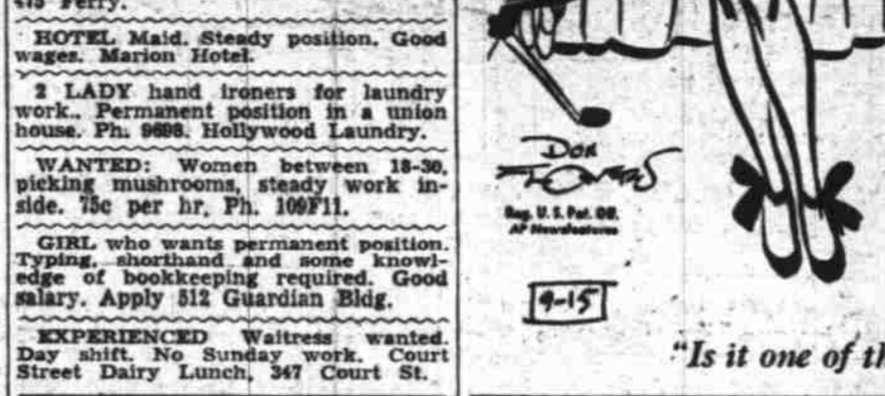 475 Ferry.
HOTEL Maid. Steady position. Good
wages. Marion Hotel.
2 LADY hand ironers for laundry
work.. Permanent position in a union
house. Ph. 9698. Hollywood Laundry.
WANTED: Women between 18-30,
picking mushrooms, steady work in-
side. 75c per hr. Ph. 109F11.
GIRL who wants permanent position.
Typing, shorthand and some knowl-
edge of bookkeeping required. Good
salary. Apply 512 Guardian Bldg.
EXPERIENCED Waitress wanted.
Day shift. No Sunday work. Court
Street Dairy Lunch, 347 Court St.
Don
Reg. U. S. Pat. Off.
AP Newsfeatures
9-15
"Is it one of